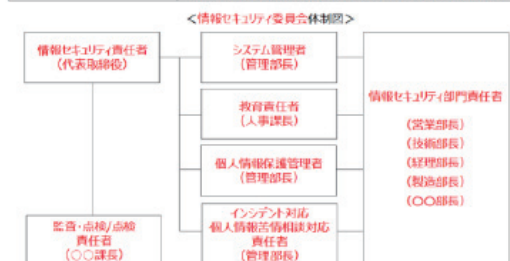 ＜情報セキュリティ委員会体制図＞
情報セキュリティ責任者
(代表取締役)
システム管理者
(管理部長)
教育責任者
(人事課長)
個人情報保護管理者
(管理部長)
インシデント対応
個人情報苦情相談対応
責任者
(管理部長)
監査・点検/点検
責任者
(〇〇課長)
情報セキュリティ部門責任者
(営業部長)
(技術部長)
(経理部長)
(製造部長)
(〇〇部長)